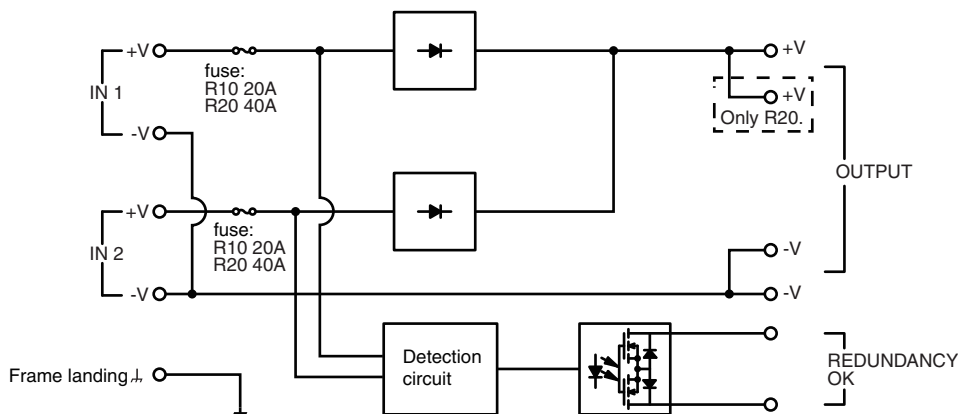 +V
IN 1
-V
fuse:
R10 20A
R20 40A
+V
IN 2
-V
fuse:
R10 20A
R20 40A
+V
+V
Only R20.
OUTPUT
-V
-V
Detection
circuit
REDUNDANCY
OK
Frame landing